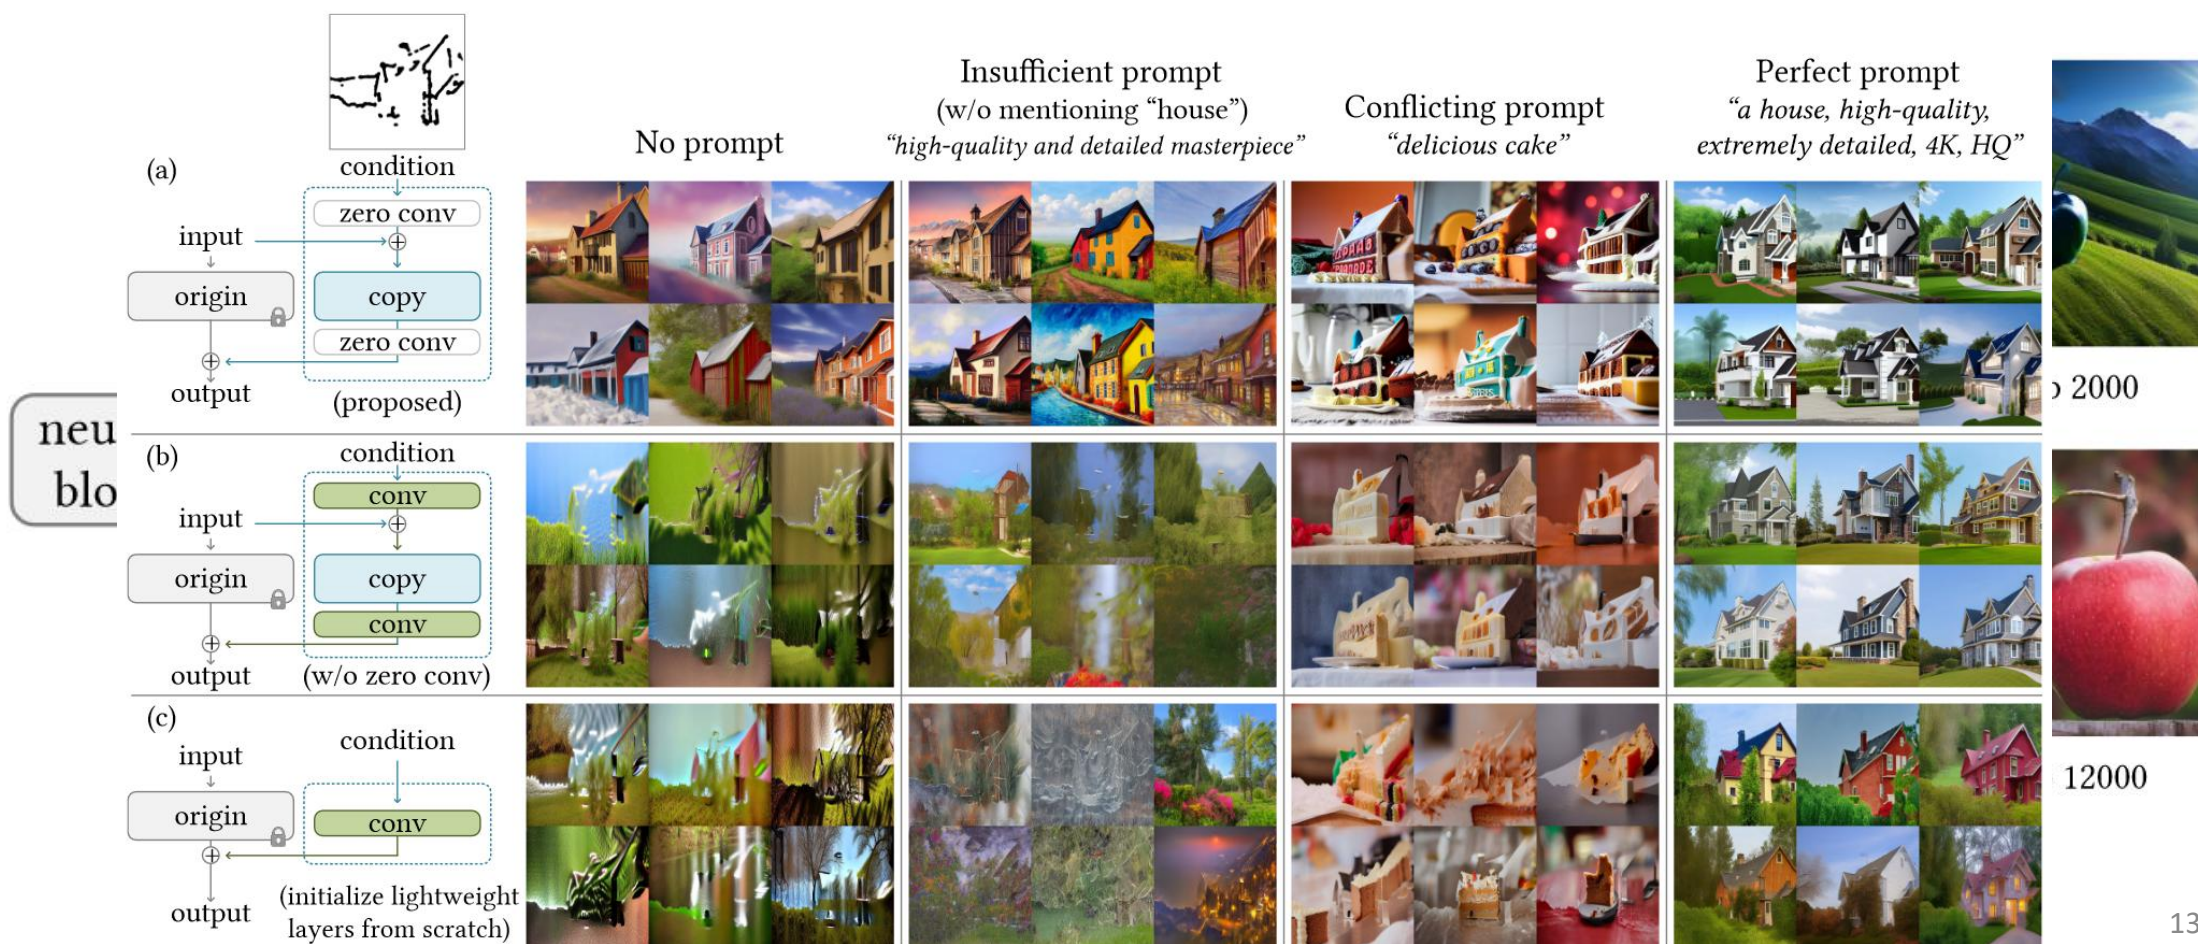 Insufficient prompt
(w/o mentioning “house”)
“high-quality and detailed masterpiece”
No prompt
Conflicting prompt
“delicious cake”
Perfect prompt
“a house, high-quality,
extremely detailed, 4K, HQ”
(a)
condition
zero conv
input
origin
copy
zero conv
output
(proposed)
neu
blo
2000
(b)
condition
conv
input
origin
copy
conv
output
(w/o zero conv)
(c)
input
condition
origin
conv
output
(initialize lightweight
layers from scratch)
12000
13